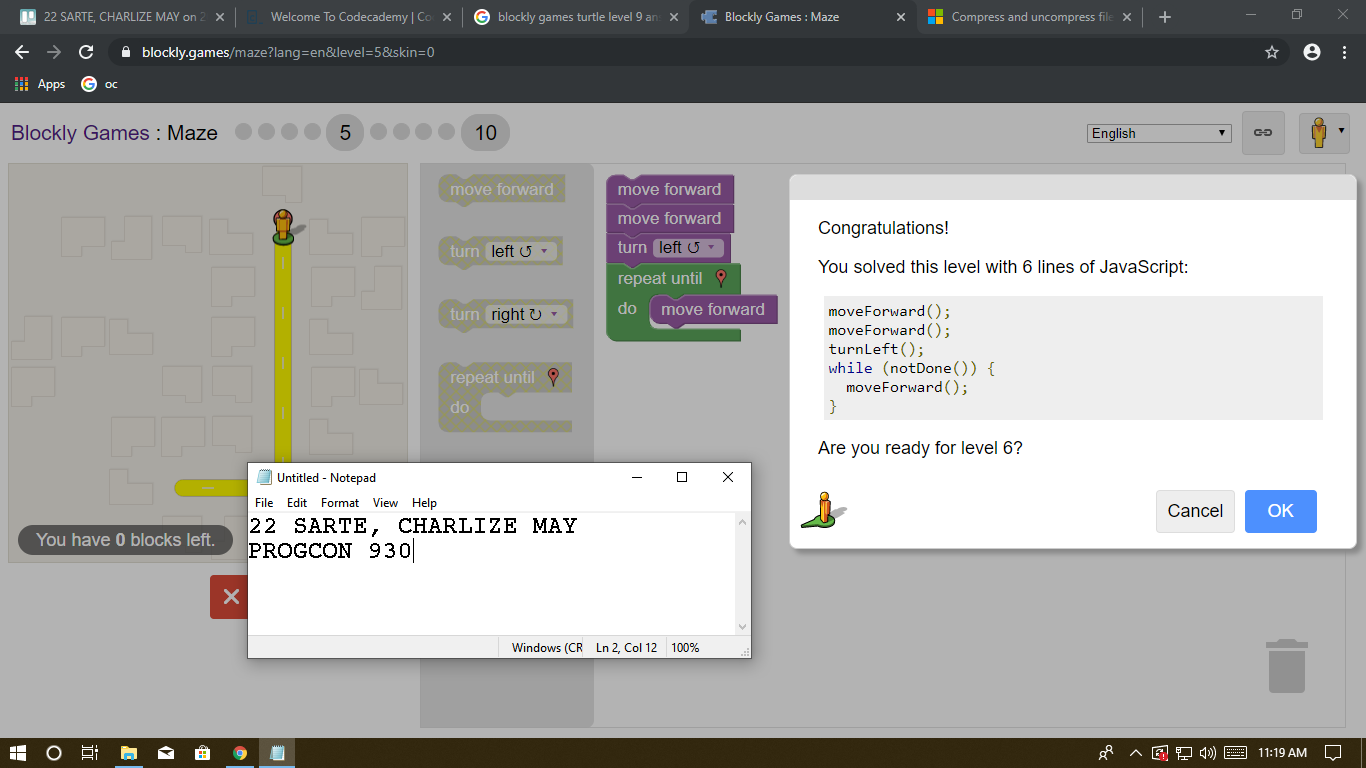 22 SARTE, CHARLIZE MAY on 2
Welcome To Codecademy | Co
blockly games turtle level 9 an
Blockly Games : Maze
Compress and uncompress file
blockly.games/maze?lang=en&level=5&skin=0
Apps
oc
Blockly Games : Maze
5
10
English
move forward
turn left ↺
turn right ↻
repeat until
do
move forward
move forward
turn left ↺
repeat until
do move forward
You have 0 blocks left.
Congratulations!
You solved this level with 6 lines of JavaScript:
moveForward();
moveForward();
turnLeft();
while (notDone()) {
  moveForward();
}
Are you ready for level 6?
Cancel
OK
Untitled - Notepad
File Edit Format View Help
22 SARTE, CHARLIZE MAY
PROGCON 930
Windows (CR
Ln 2, Col 12
100%
11:19 AM